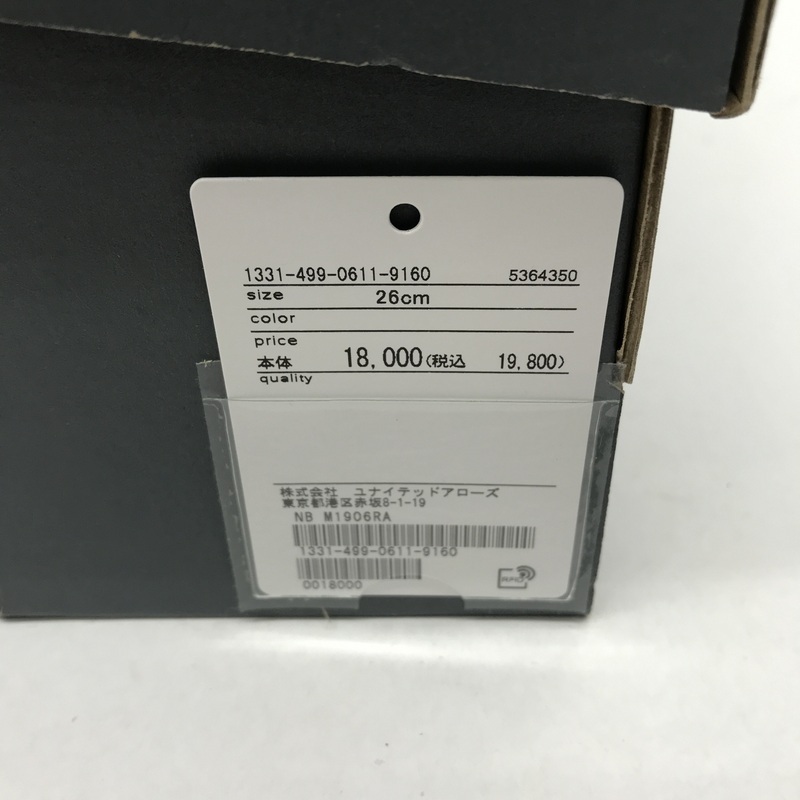 1331-499-0611-9160 5364350
size 26cm
color
price
本体 18,000(税込 19,800)
quality
株式会社 ユナイテッドアローズ
東京都港区赤坂8-1-19
NB M1906RA
1331-499-0611-9160
0018000
RFID